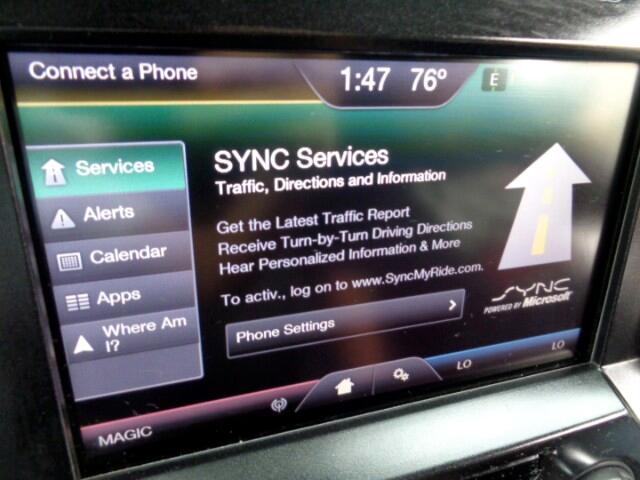 Connect a Phone
1:47 76°
E
Services
Alerts
Calendar
Apps
Where Am
I?
SYNC Services
Traffic, Directions and Information
Get the Latest Traffic Report
Receive Turn-by-Turn Driving Directions
Hear Personalized Information & More
To activ., log on to www.SyncMyRide.com.
Phone Settings
SYNC
POWERED BY Microsoft
MAGIC
LO
LO